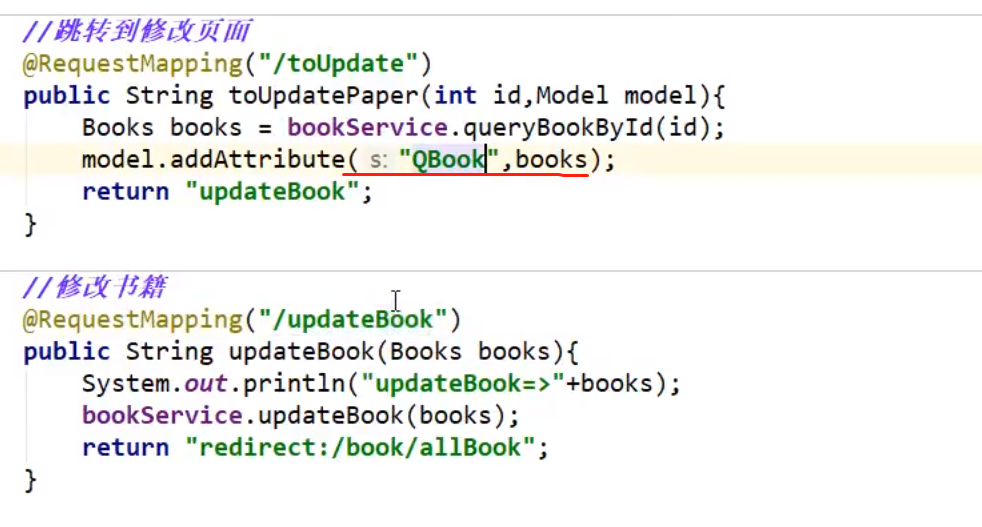 //跳转到修改页面
@RequestMapping("/toUpdate")
public String toUpdatePaper(int id,Model model){
    Books books = bookService.queryBookById(id);
    model.addAttribute( s: "QBook",books);
    return "updateBook";
}
//修改书籍
@RequestMapping("/updateBook")
public String updateBook(Books books){
    System.out.println("updateBook=>"+books);
    bookService.updateBook(books);
    return "redirect:/book/allBook";
}